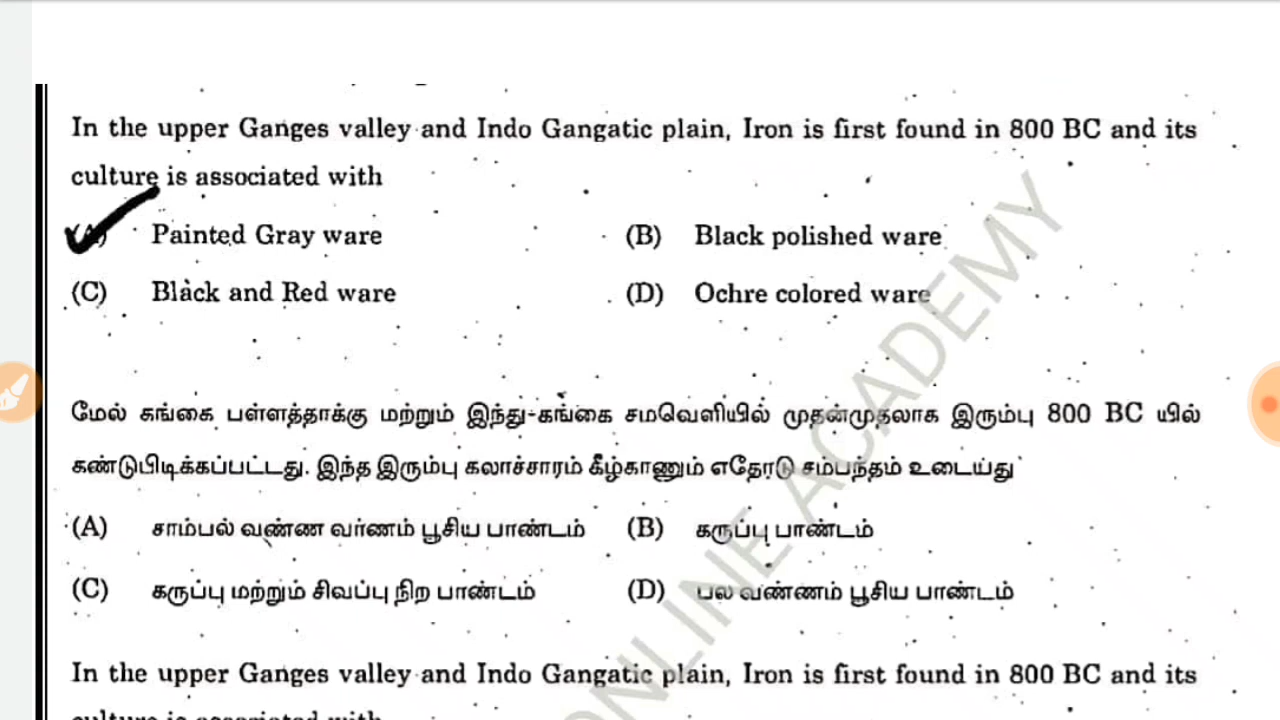 In the upper Ganges valley and Indo Gangatic plain, Iron is first found in 800 BC and its
culture is associated with
(A) Painted Gray ware (B) Black polished ware
(C) Black and Red ware (D) Ochre colored ware
மேல் கங்கை பள்ளத்தாக்கு மற்றும் இந்து-கங்கை சமவெளியில் முதன்முதலாக இரும்பு 800 BC யில்
கண்டுபிடிக்கப்பட்டது. இந்த இரும்பு கலாச்சாரம் கீழ்காணும் எதோடு சம்பந்தம் உடையது
(A) சாம்பல் வண்ண வர்ணம் பூசிய பாண்டம் (B) கருப்பு பாண்டம்
(C) கருப்பு மற்றும் சிவப்பு நிற பாண்டம் (D) பல வண்ணம் பூசிய பாண்டம்
In the upper Ganges valley and Indo Gangatic plain, Iron is first found in 800 BC and its
culture is associated with
ONLINE ACADEMY